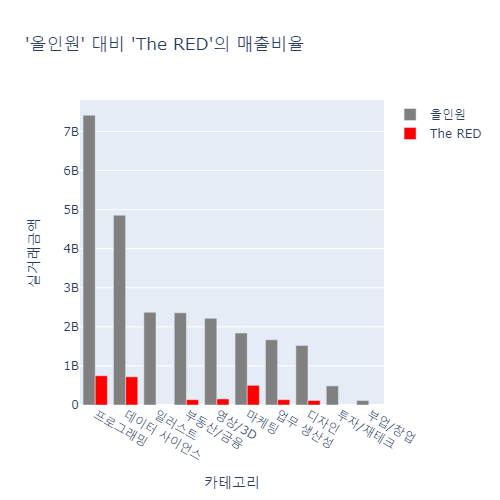 '올인원' 대비 'The RED'의 매출비율
올인원
The RED
실거래금액
7B
6B
5B
4B
3B
2B
1B
0
프로그래밍
데이터 사이언스
일러스트
부동산/금융
영상/3D
마케팅
업무 생산성
디자인
투자/재테크
부업/창업
카테고리